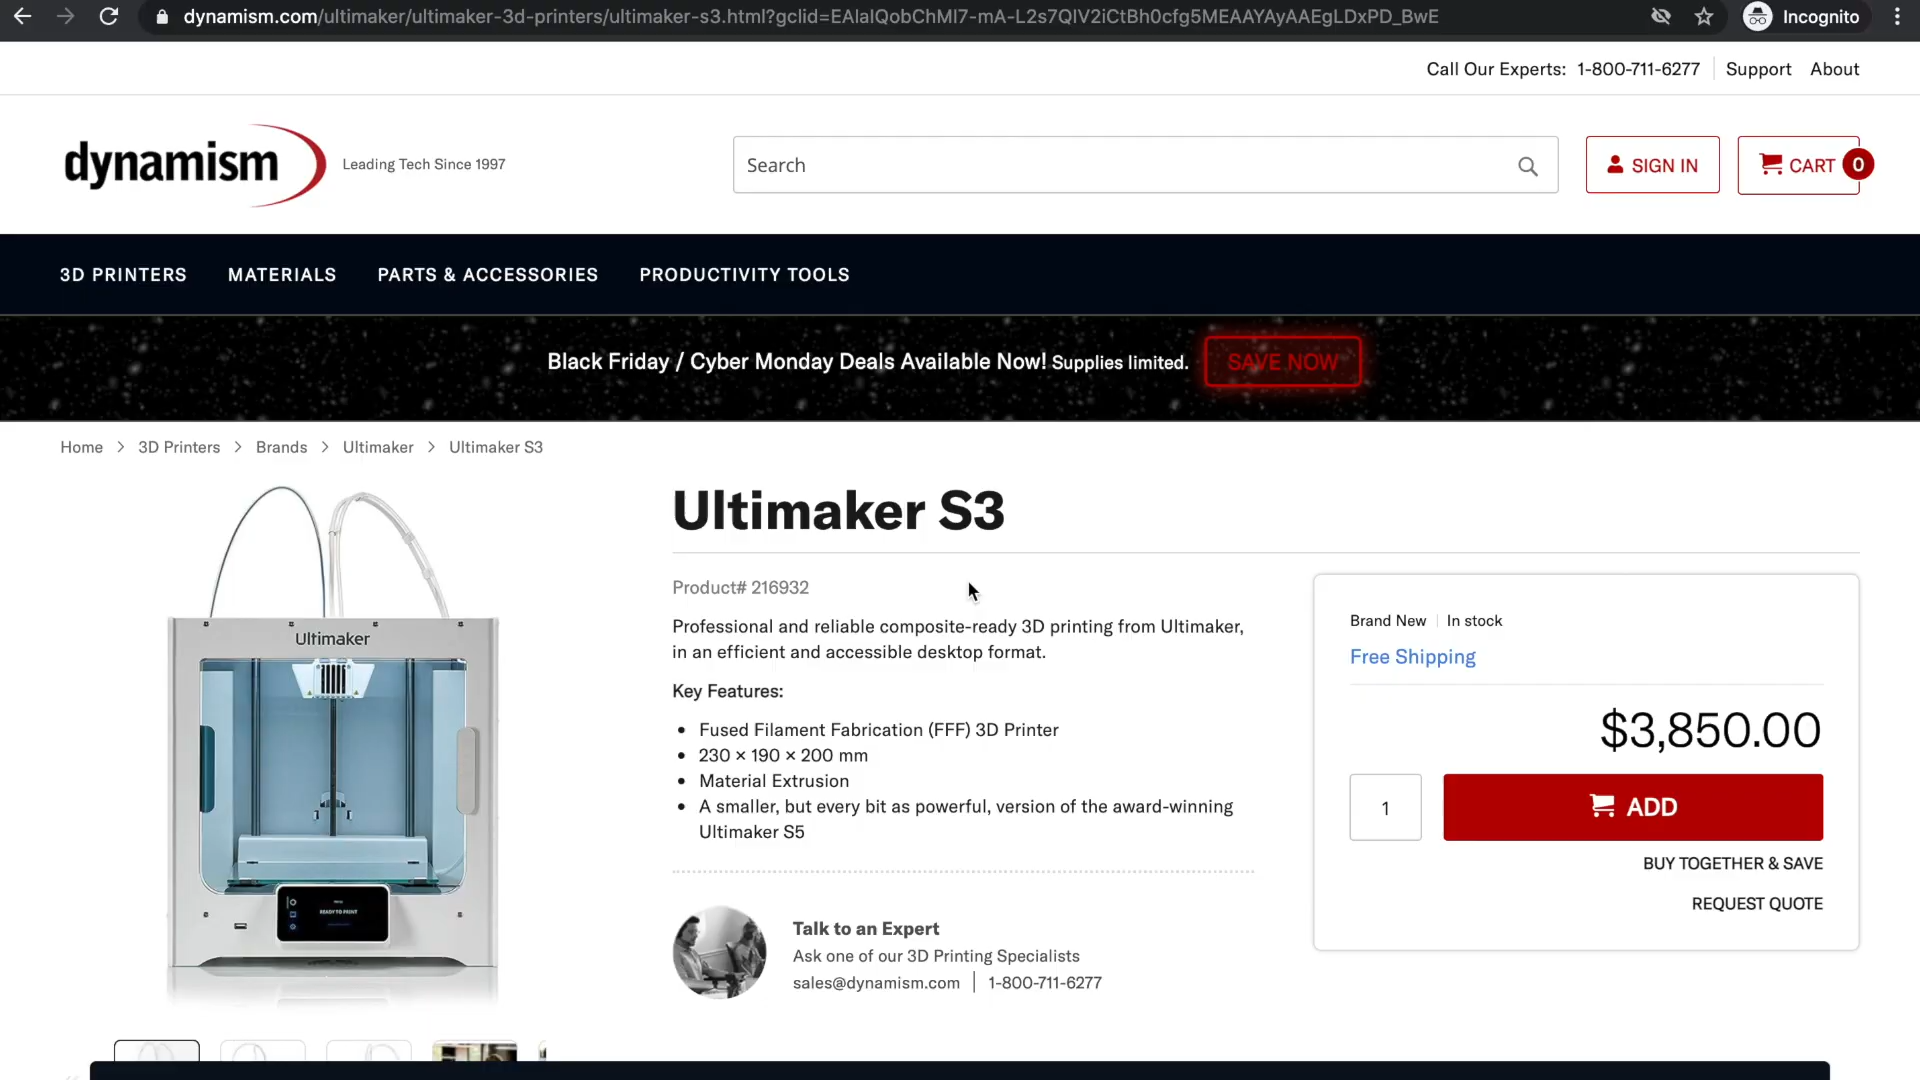 dynamism.com/ultimaker/ultimaker-3d-printers/ultimaker-s3.html?gclid=EAIaIQobChMI7-mA-L2s7QIV2iCtBh0cfg5MEAAYAyAAEgLDxPD_BwE
Incognito
Call Our Experts: 1-800-711-6277
Support
About
dynamism
Leading Tech Since 1997
Search
SIGN IN
CART 0
3D PRINTERS
MATERIALS
PARTS & ACCESSORIES
PRODUCTIVITY TOOLS
Black Friday / Cyber Monday Deals Available Now! Supplies limited.
SAVE NOW
Home > 3D Printers > Brands > Ultimaker > Ultimaker S3
Ultimaker
READY TO PRINT
Ultimaker S3
Product# 216932
Professional and reliable composite-ready 3D printing from Ultimaker,
in an efficient and accessible desktop format.
Key Features:
• Fused Filament Fabrication (FFF) 3D Printer
• 230 × 190 × 200 mm
• Material Extrusion
• A smaller, but every bit as powerful, version of the award-winning
Ultimaker S5
Talk to an Expert
Ask one of our 3D Printing Specialists
sales@dynamism.com | 1-800-711-6277
Brand New | In stock
Free Shipping
$3,850.00
1
ADD
BUY TOGETHER & SAVE
REQUEST QUOTE